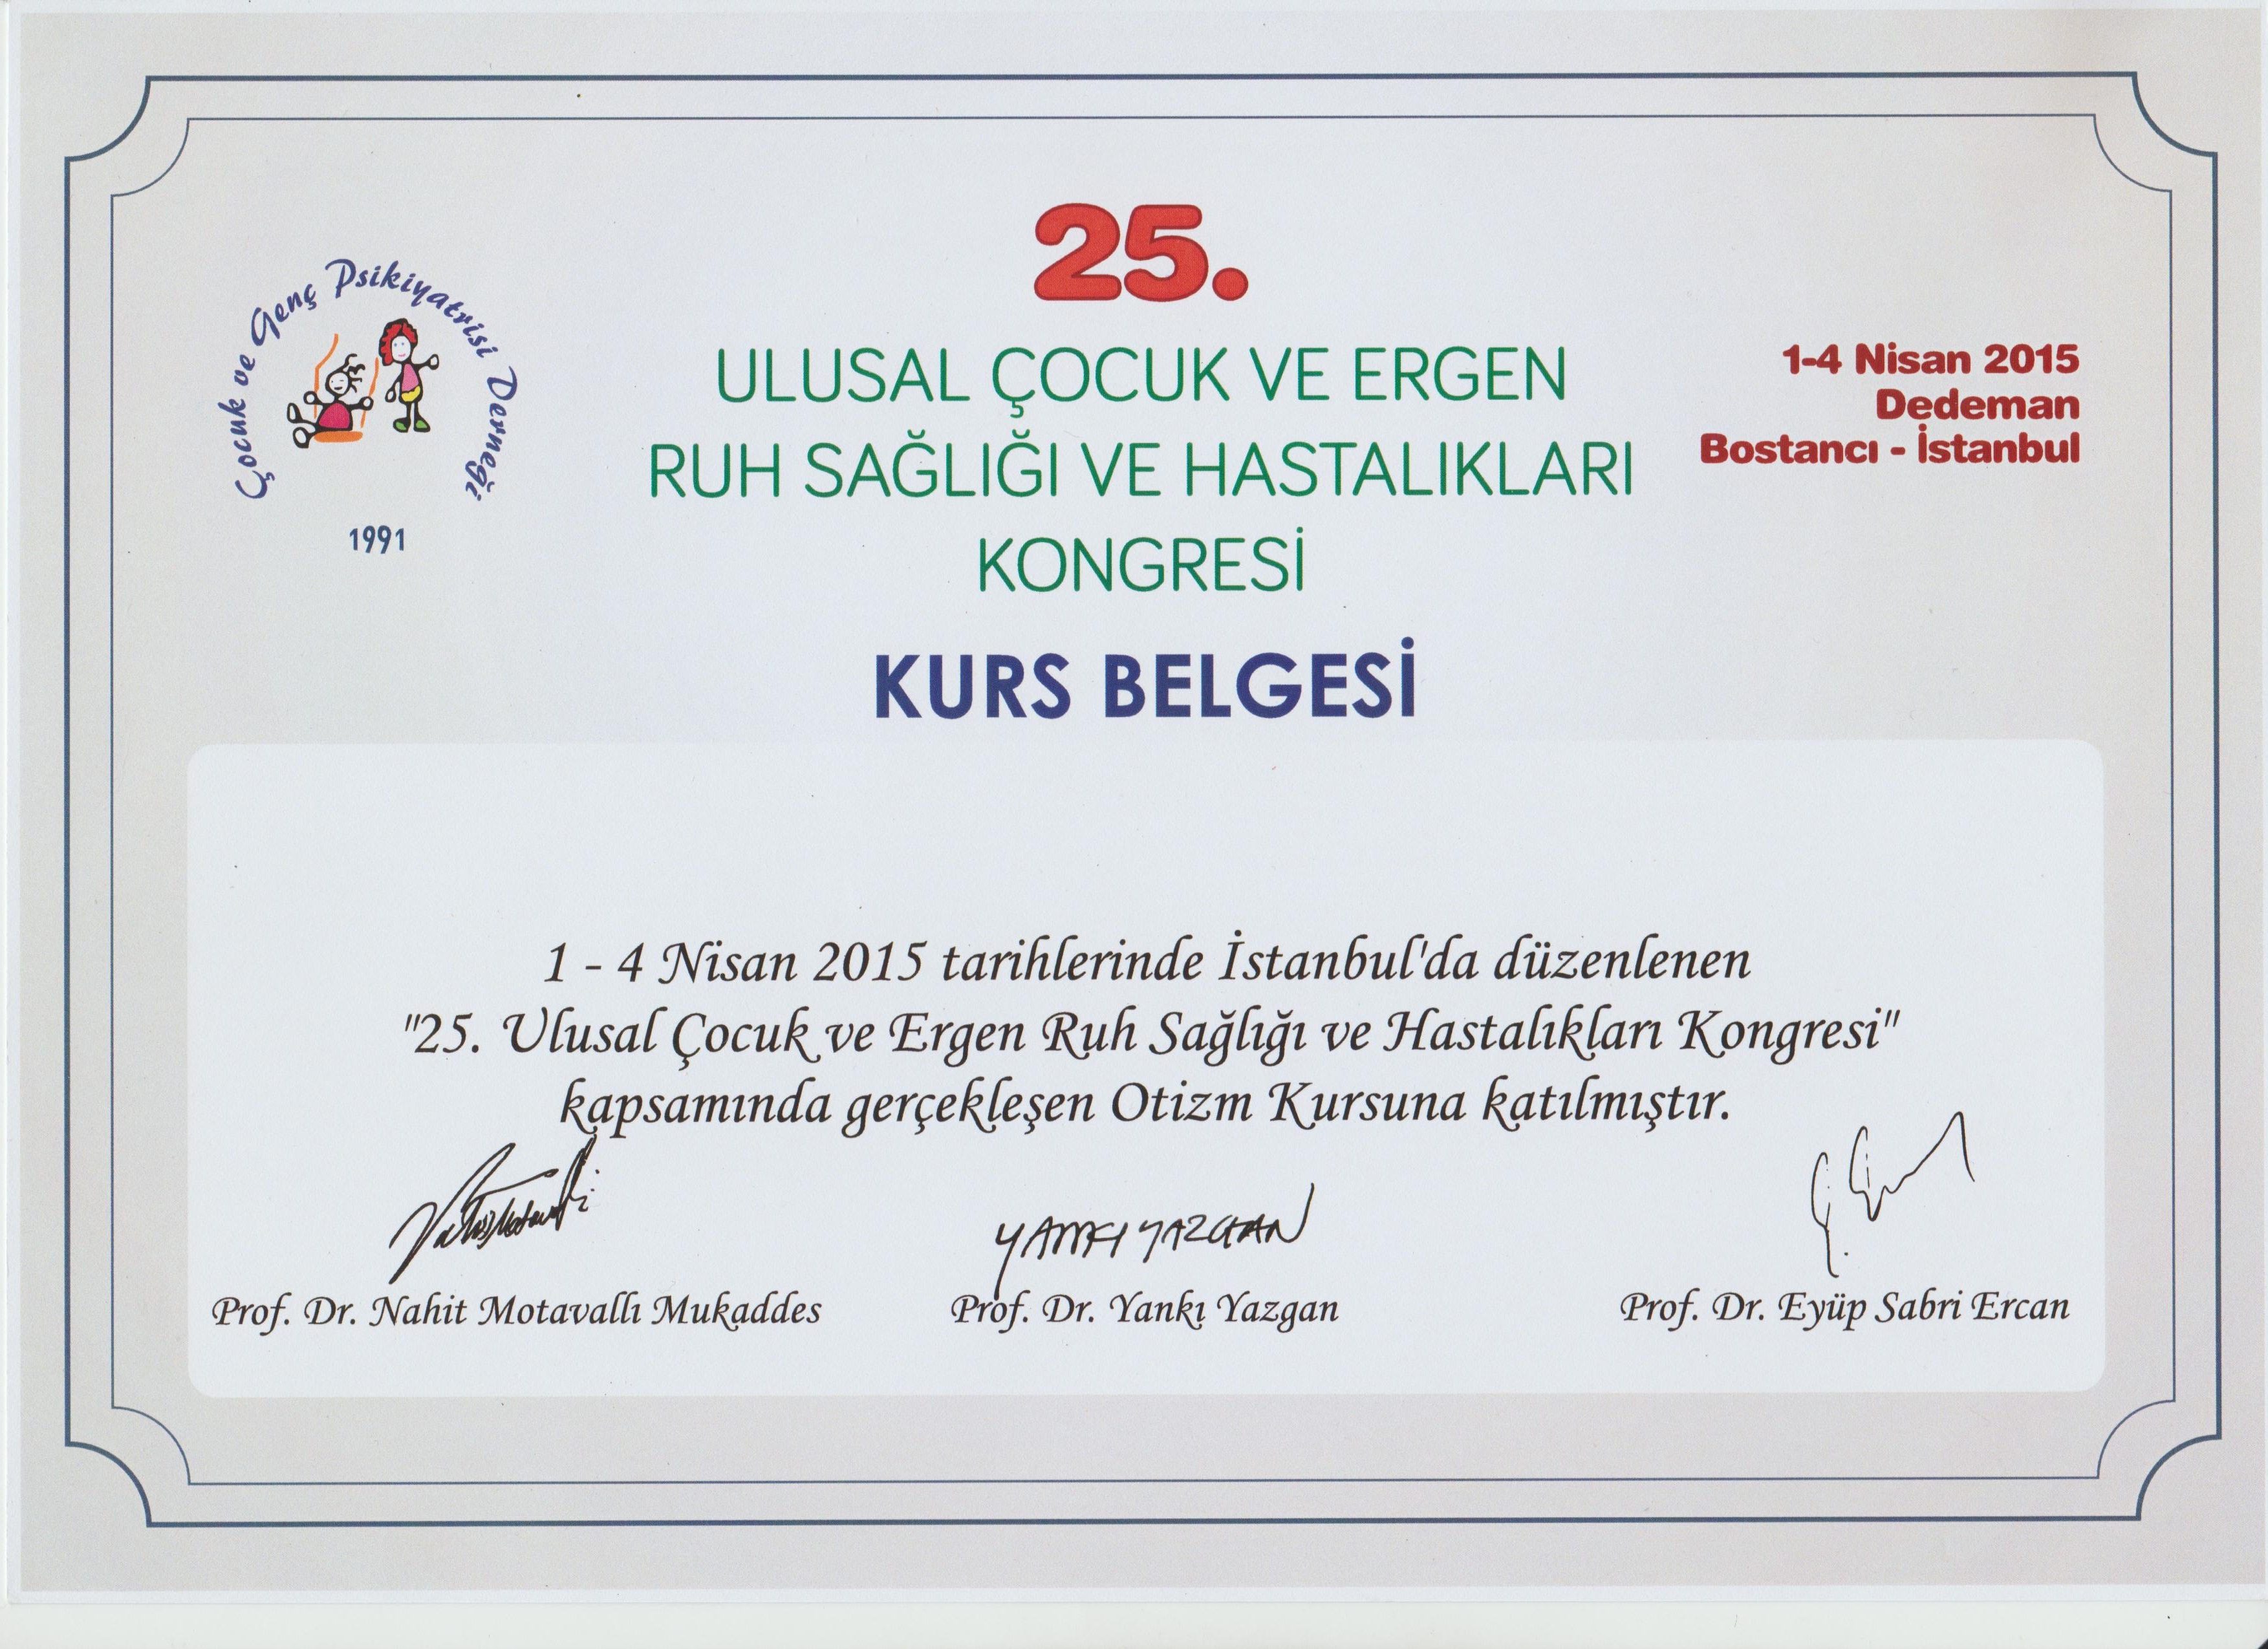 Çocuk ve Genç Psikiyatrisi Derneği
1991
25.
ULUSAL ÇOCUK VE ERGEN
RUH SAĞLIĞI VE HASTALIKLARI
KONGRESİ
1-4 Nisan 2015
Dedeman
Bostancı - İstanbul
KURS BELGESİ
1 - 4 Nisan 2015 tarihlerinde İstanbul'da düzenlenen
"25. Ulusal Çocuk ve Ergen Ruh Sağlığı ve Hastalıkları Kongresi"
kapsamında gerçekleşen Otizm Kursuna katılmıştır.
YANKI YAZGAN
Prof. Dr. Nahit Motavallı Mukaddes
Prof. Dr. Yankı Yazgan
Prof. Dr. Eyüp Sabri Ercan